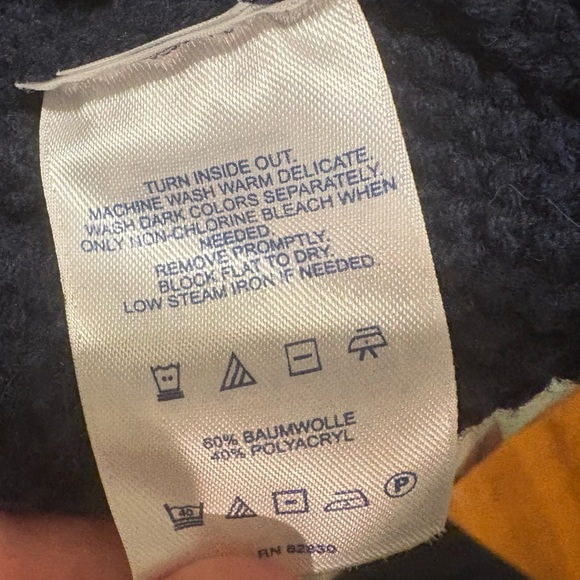 TURN INSIDE OUT.
MACHINE WASH WARM DELICATE.
WASH DARK COLORS SEPARATELY.
ONLY NON-CHLORINE BLEACH WHEN
NEEDED.
REMOVE PROMPTLY.
BLOCK FLAT TO DRY.
LOW STEAM IRON IF NEEDED.
60% BAUMWOLLE
40% POLYACRYL
40
P
RN 62830